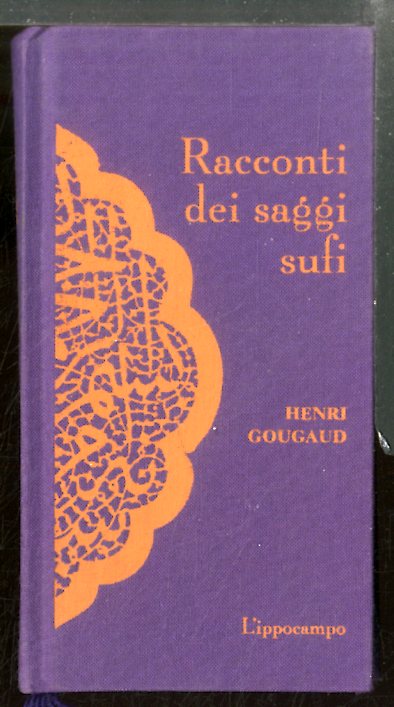 Racconti
dei saggi
sufi
HENRI
GOUGAUD
L'ippocampo